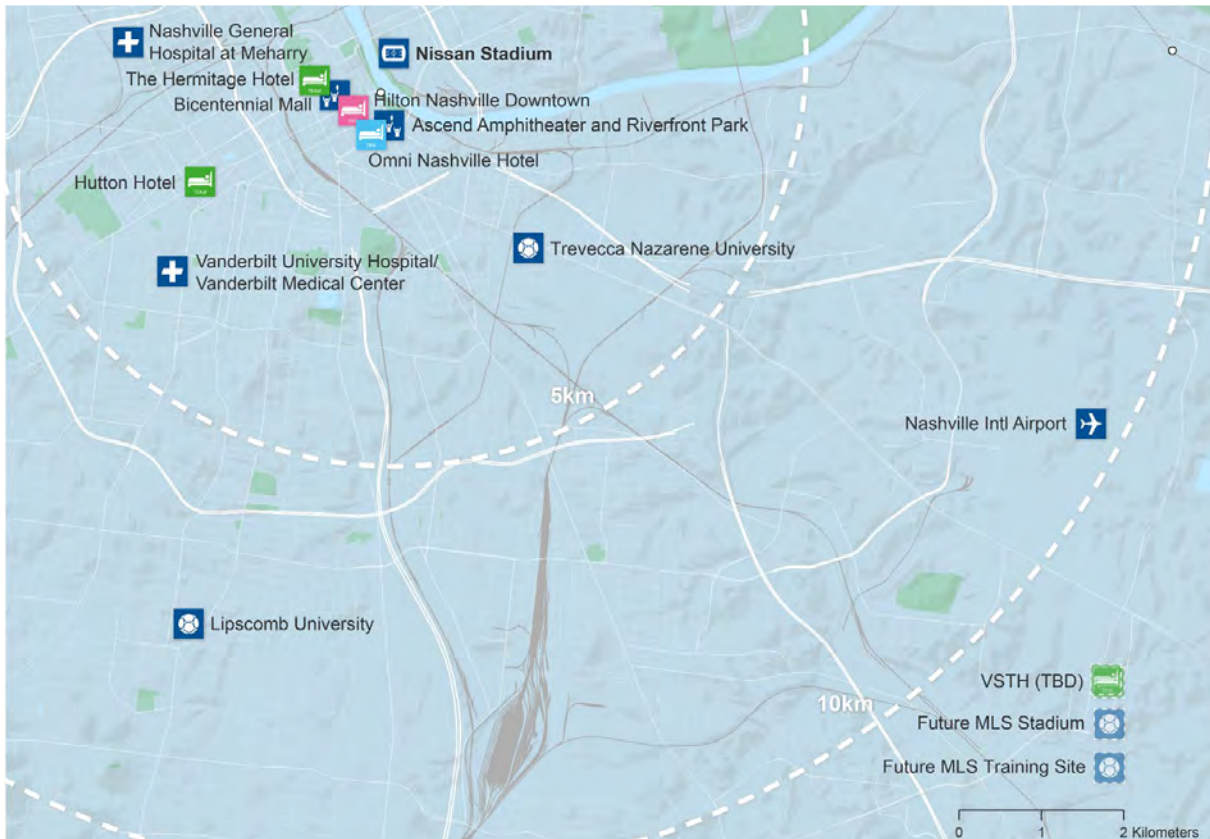 Nashville General
Hospital at Meharry
Nissan Stadium
The Hermitage Hotel
Bicentennial Mall
Hilton Nashville Downtown
Ascend Amphitheater and Riverfront Park
Omni Nashville Hotel
Hutton Hotel
Trevecca Nazarene University
Vanderbilt University Hospital/
Vanderbilt Medical Center
5km
Nashville Intl Airport
Lipscomb University
VSTH (TBD)
10km
Future MLS Stadium
Future MLS Training Site
0 1 2 Kilometers